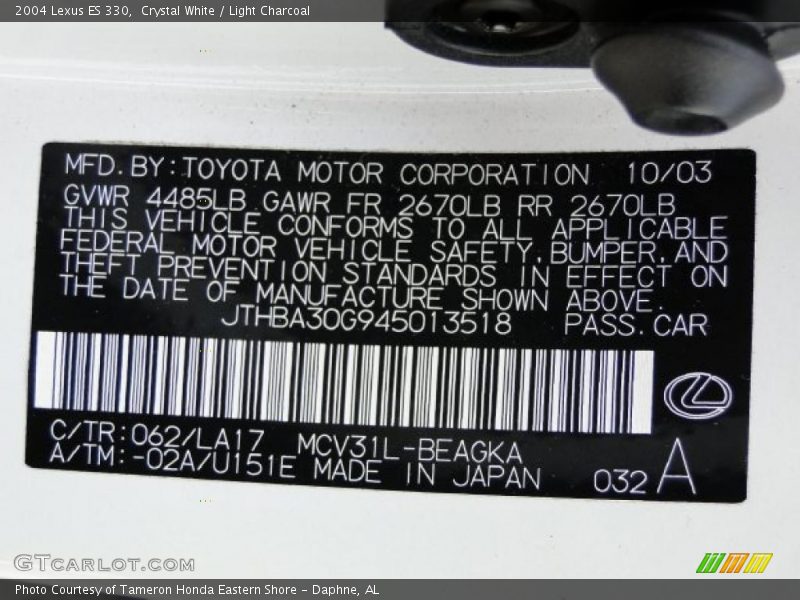 2004 Lexus ES 330,  Crystal White / Light Charcoal
MFD. BY: TOYOTA MOTOR CORPORATION 10/03
GVWR 4485LB GAWR FR 2670LB RR 2670LB
THIS VEHICLE CONFORMS TO ALL APPLICABLE
FEDERAL MOTOR VEHICLE SAFETY, BUMPER, AND
THEFT PREVENTION STANDARDS IN EFFECT ON
THE DATE OF MANUFACTURE SHOWN ABOVE.
JTHBA30G945013518 PASS. CAR
C/TR: 062/LA17 MCV31L-BEAGKA
A/TM: -02A/U151E MADE IN JAPAN 032 A
GTCARLOT.COM
Photo Courtesy of Tameron Honda Eastern Shore – Daphne, AL